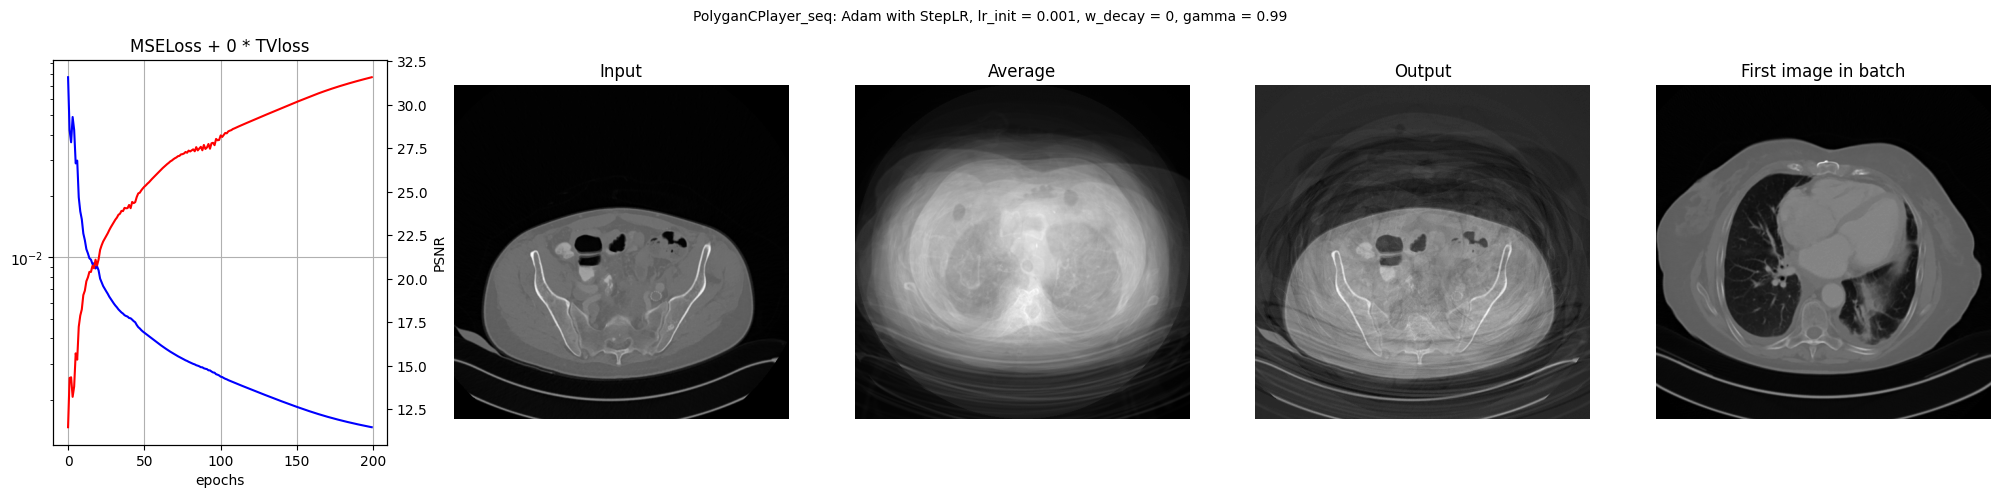 PolyganCPlayer_seq: Adam with StepLR, lr_init = 0.001, w_decay = 0, gamma = 0.99
MSELoss + 0 * TVloss
10⁻²
0 50 100 150 200
epochs
32.5
30.0
27.5
25.0
22.5
20.0
17.5
15.0
12.5
PSNR
Input
Average
Output
First image in batch